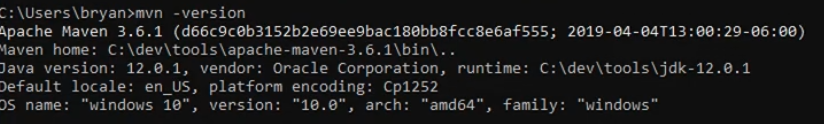 C:\Users\bryan>mvn -version
Apache Maven 3.6.1 (d66c9c0b3152b2e69ee9bac180bb8fcc8e6af555; 2019-04-04T13:00:29-06:00)
Maven home: C:\dev\tools\apache-maven-3.6.1\bin\..
Java version: 12.0.1, vendor: Oracle Corporation, runtime: C:\dev\tools\jdk-12.0.1
Default locale: en_US, platform encoding: Cp1252
OS name: "windows 10", version: "10.0", arch: "amd64", family: "windows"